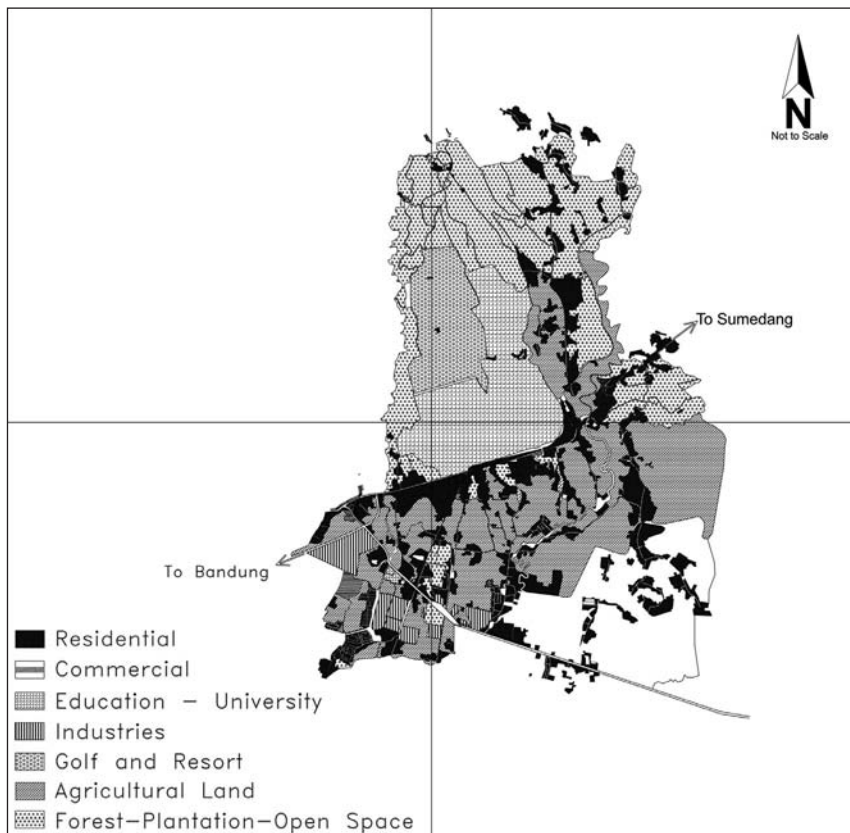 N
Not to Scale
To Sumedang
To Bandung
Residential
Commercial
Education - University
Industries
Golf and Resort
Agricultural Land
Forest-Plantation-Open Space